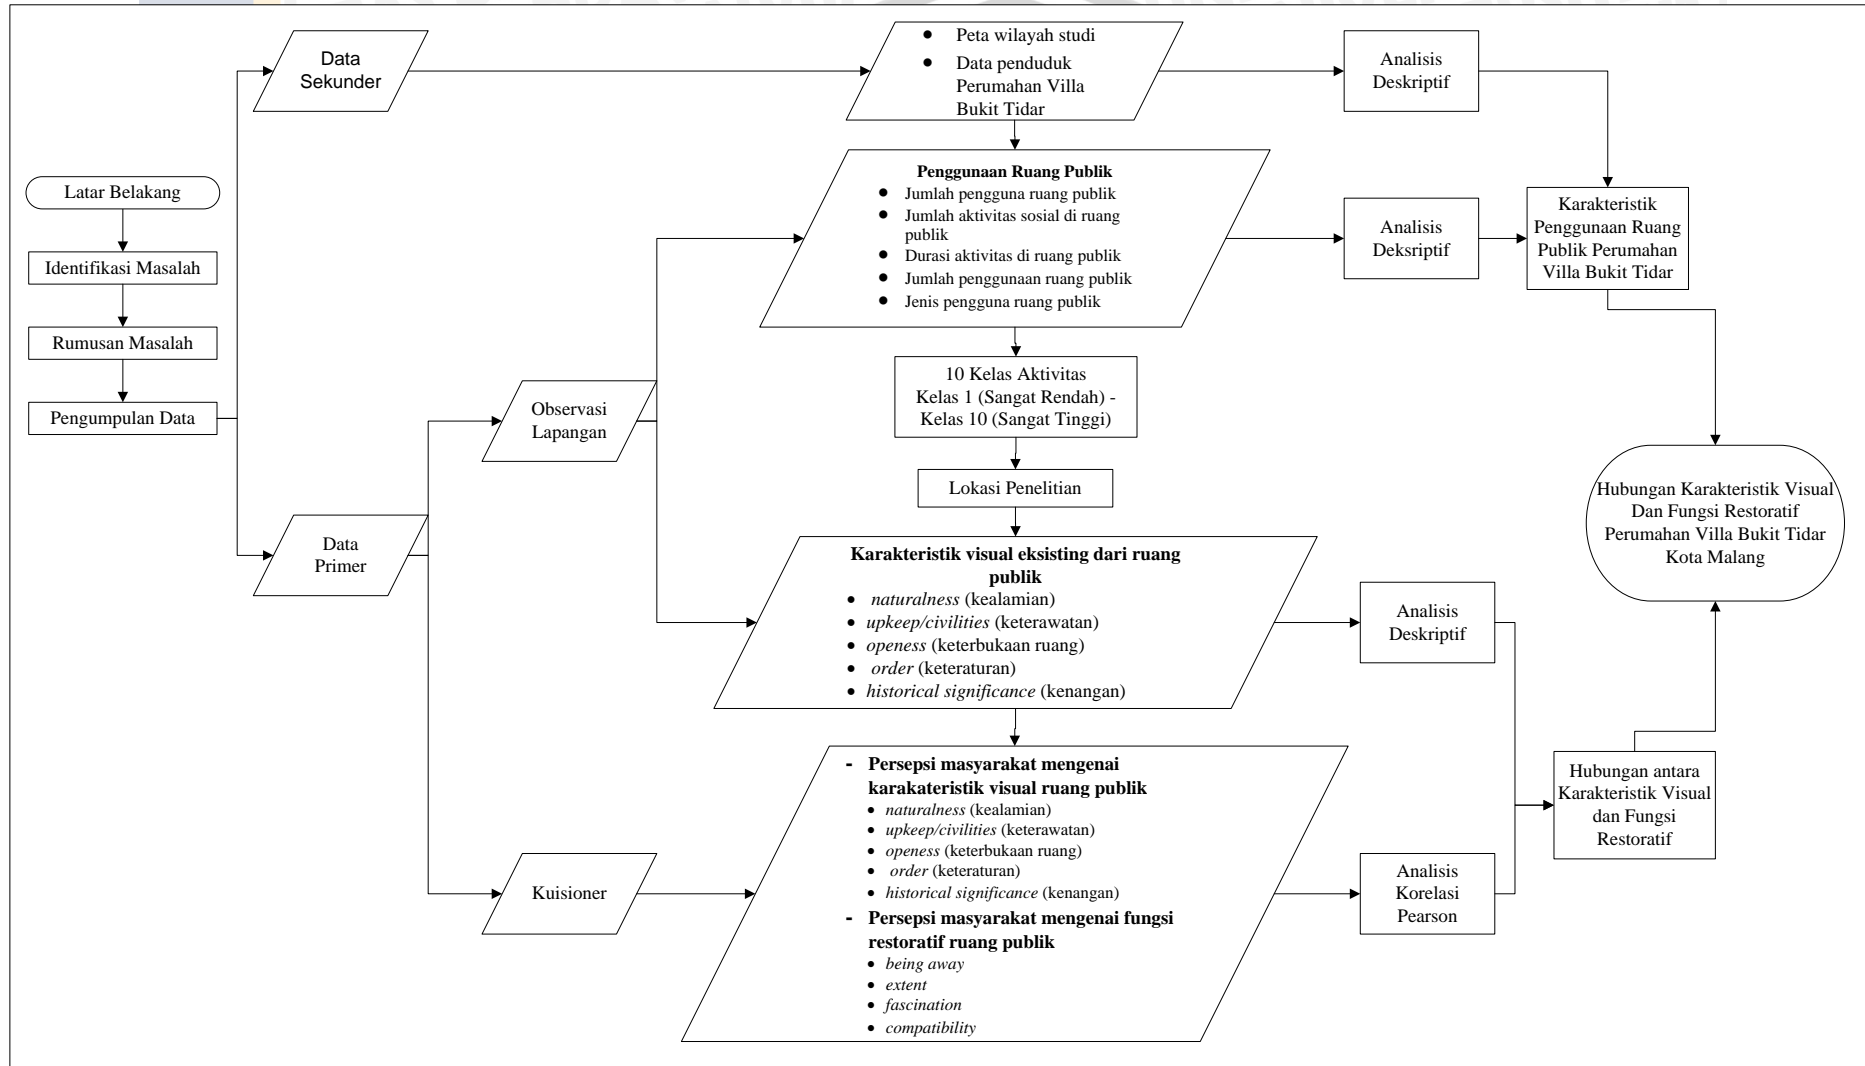 Data
Sekunder
● Peta wilayah studi
● Data penduduk
Perumahan Villa
Bukit Tidar
Analisis
Deskriptif
Latar Belakang
Identifikasi Masalah
Rumusan Masalah
Pengumpulan Data
Penggunaan Ruang Publik
● Jumlah pengguna ruang publik
● Jumlah aktivitas sosial di ruang
publik
● Durasi aktivitas di ruang publik
● Jumlah penggunaan ruang publik
● Jenis pengguna ruang publik
Analisis
Deksriptif
Karakteristik
Penggunaan Ruang
Publik Perumahan
Villa Bukit Tidar
10 Kelas Aktivitas
Kelas 1 (Sangat Rendah) -
Kelas 10 (Sangat Tinggi)
Observasi
Lapangan
Lokasi Penelitian
Hubungan Karakteristik Visual
Dan Fungsi Restoratif
Perumahan Villa Bukit Tidar
Kota Malang
Data
Primer
Karakteristik visual eksisting dari ruang
publik
• naturalness (kealamian)
• upkeep/civilities (keterawatan)
• openess (keterbukaan ruang)
• order (keteraturan)
• historical significance (kenangan)
Analisis
Deskriptif
Kuisioner
- Persepsi masyarakat mengenai
karakateristik visual ruang publik
• naturalness (kealamian)
• upkeep/civilities (keterawatan)
• openess (keterbukaan ruang)
• order (keteraturan)
• historical significance (kenangan)
- Persepsi masyarakat mengenai fungsi
restoratif ruang publik
• being away
• extent
• fascination
• compatibility
Analisis
Korelasi
Pearson
Hubungan antara
Karakteristik Visual
dan Fungsi
Restoratif